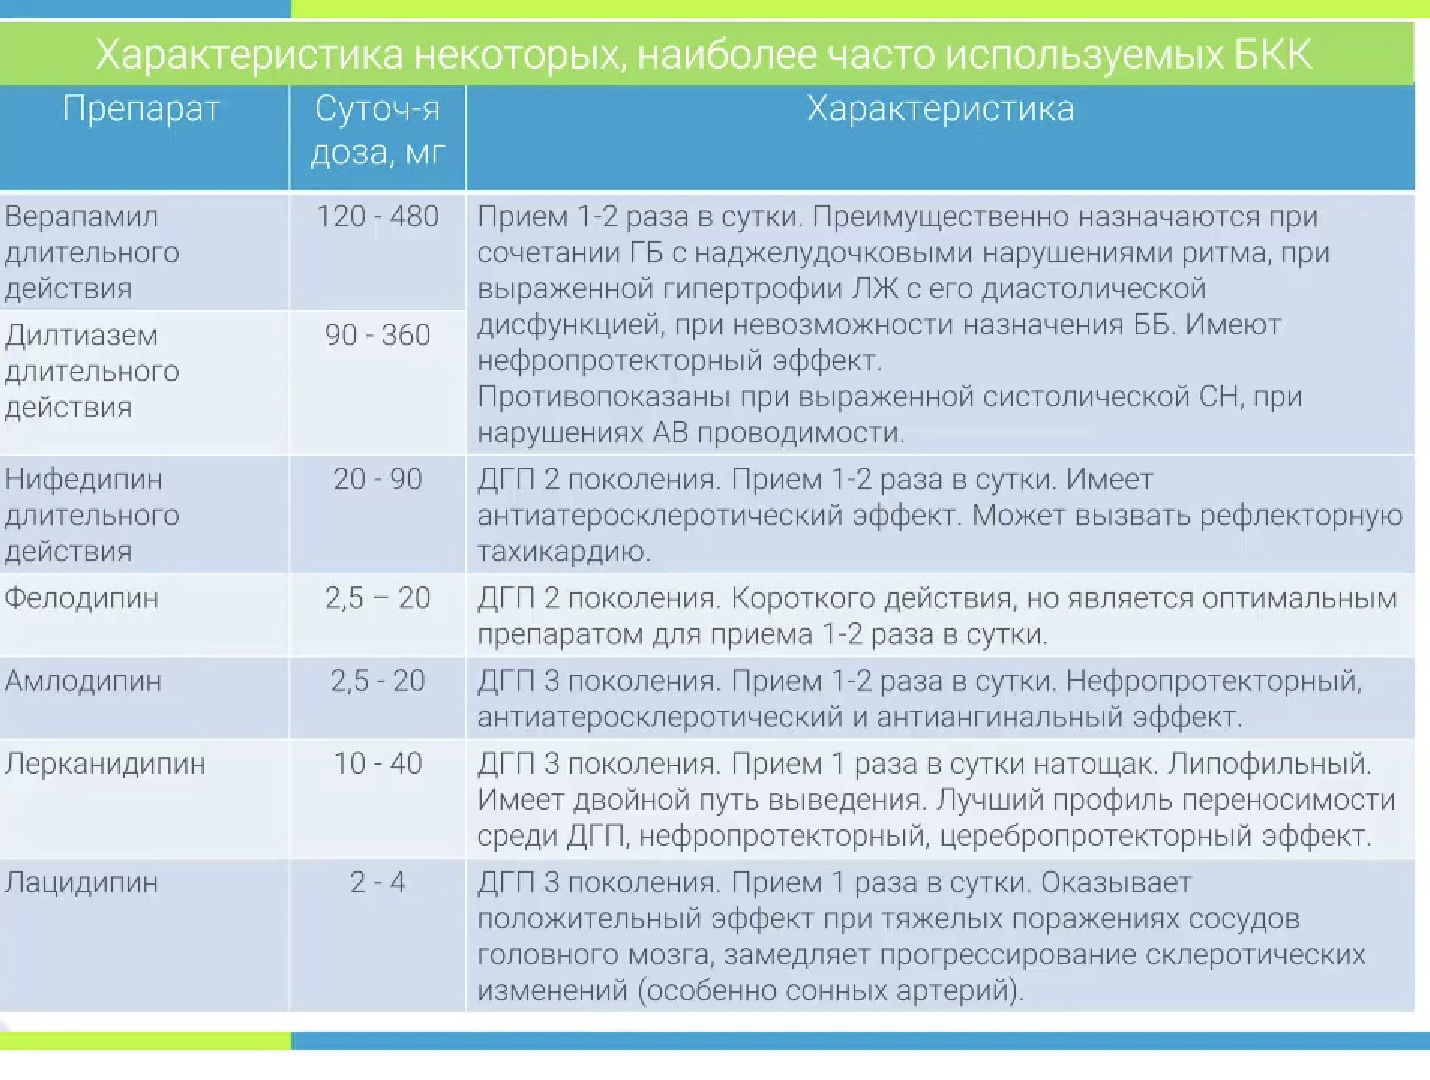 Характеристика некоторых, наиболее часто используемых БКК
Препарат
Суточ-я
доза, мг
Характеристика
Верапамил
длительного
действия
120 - 480
Прием 1-2 раза в сутки. Преимущественно назначаются при
сочетании ГБ с наджелудочковыми нарушениями ритма, при
выраженной гипертрофии ЛЖ с его диастолической
дисфункцией, при невозможности назначения ББ. Имеют
нефропротекторный эффект.
Противопоказаны при выраженной систолической СН, при
нарушениях АВ проводимости.
Дилтиазем
длительного
действия
90 - 360
Нифедипин
длительного
действия
20 - 90
ДГП 2 поколения. Прием 1-2 раза в сутки. Имеет
антиатеросклеротический эффект. Может вызвать рефлекторную
тахикардию.
Фелодипин
2,5 – 20
ДГП 2 поколения. Короткого действия, но является оптимальным
препаратом для приема 1-2 раза в сутки.
Амлодипин
2,5 - 20
ДГП 3 поколения. Прием 1-2 раза в сутки. Нефропротекторный,
антиатеросклеротический и антиангинальный эффект.
Лерканидипин
10 - 40
ДГП 3 поколения. Прием 1 раза в сутки натощак. Липофильный.
Имеет двойной путь выведения. Лучший профиль переносимости
среди ДГП, нефропротекторный, церебропротекторный эффект.
Лацидипин
2 - 4
ДГП 3 поколения. Прием 1 раза в сутки. Оказывает
положительный эффект при тяжелых поражениях сосудов
головного мозга, замедляет прогрессирование склеротических
изменений (особенно сонных артерий).